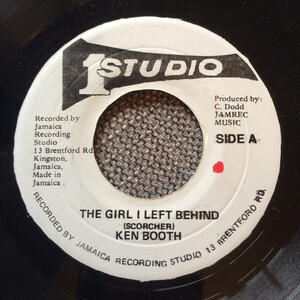 1 STUDIO
Recorded by
Jamaica
Recording
Studio
13 Brentford Rd
Kingston,
Jamaica,
Made in
Jamaica
Produced by:
C. Dodd
JAMREC
MUSIC
SIDE A
THE GIRL I LEFT BEHIND
(SCORCHER)
KEN BOOTH
RECORDED BY JAMAICA RECORDING STUDIO 13 BRENTFORD RD.